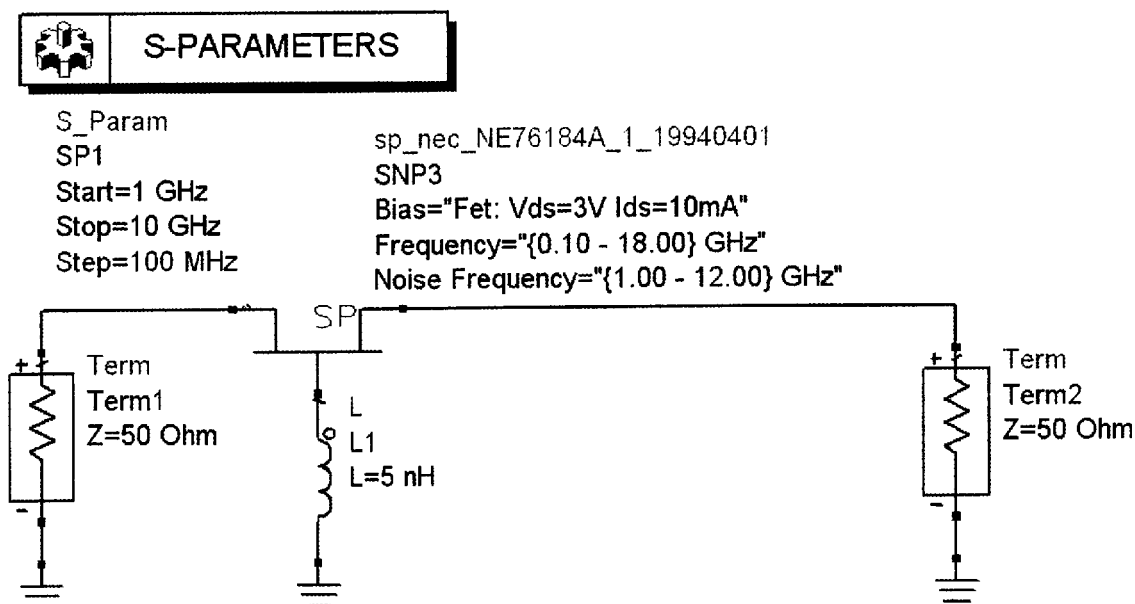 S-PARAMETERS
S_Param
SP1
Start=1 GHz
Stop=10 GHz
Step=100 MHz
sp_nec_NE76184A_1_19940401
SNP3
Bias="Fet: Vds=3V Ids=10mA"
Frequency="{0.10 - 18.00} GHz"
Noise Frequency="{1.00 - 12.00} GHz"
SP
+
Term
Term1
Z=50 Ohm
-
L
L1
L=5 nH
+
Term
Term2
Z=50 Ohm
-